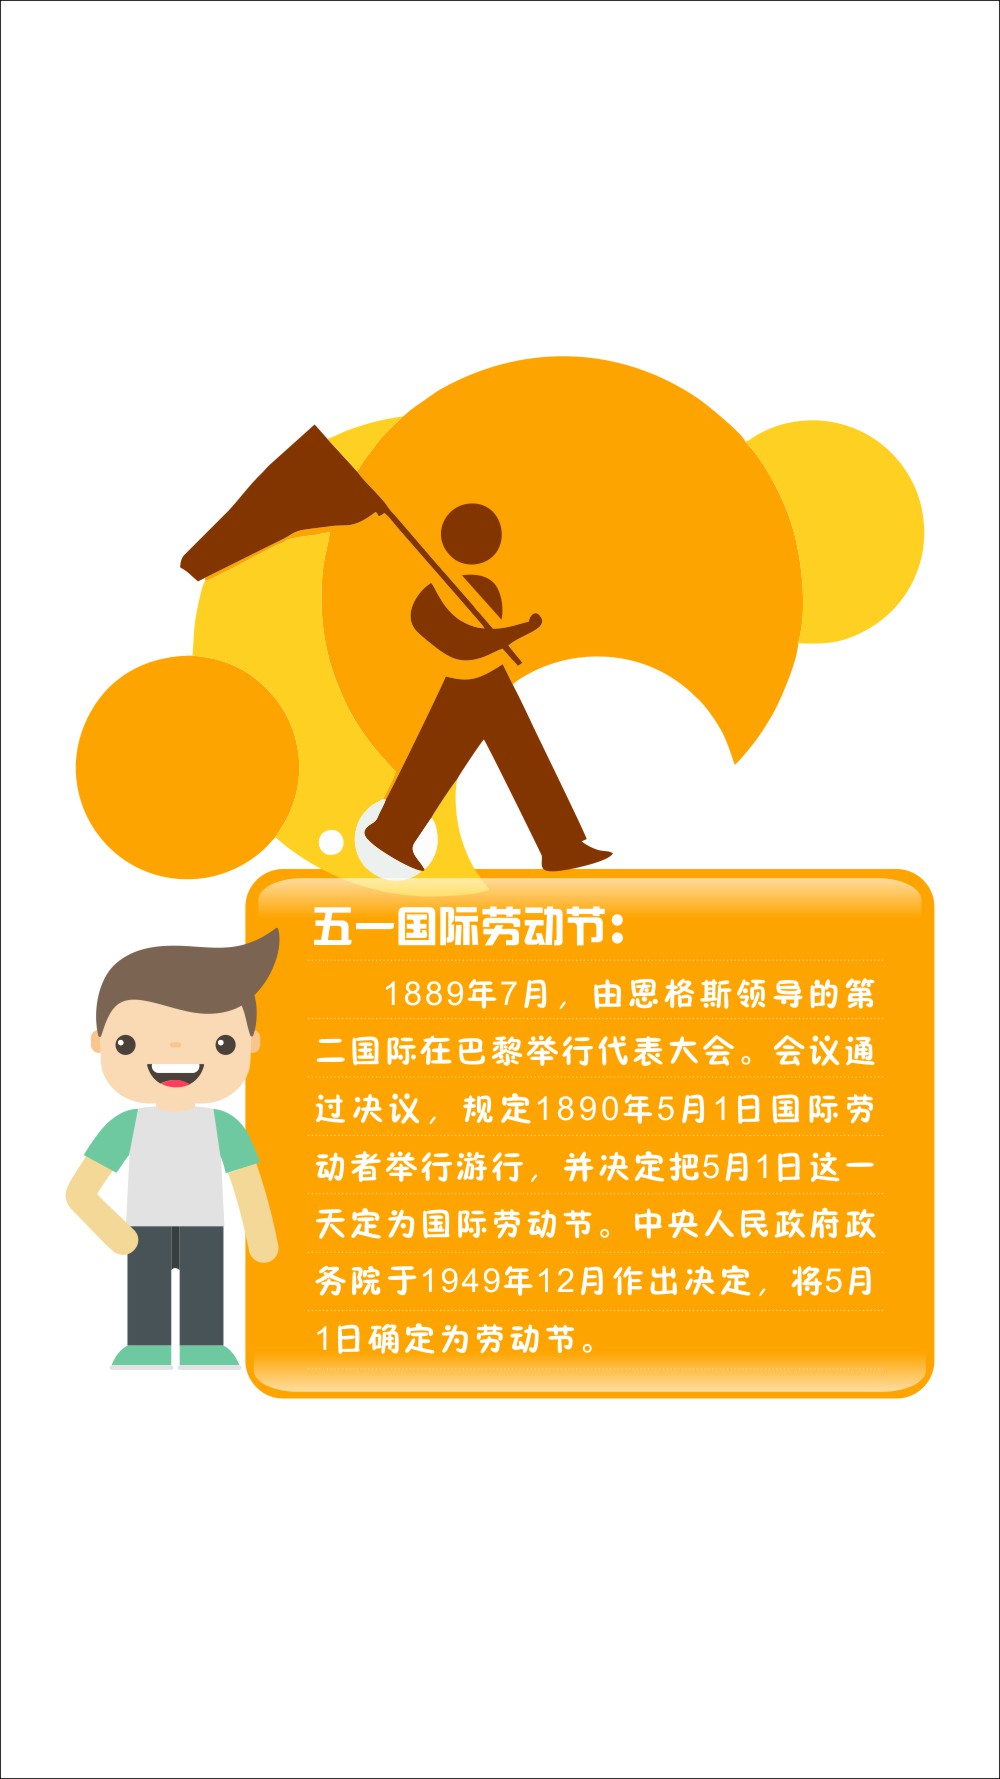 五一国际劳动节：
1889年7月，由恩格斯领导的第
二国际在巴黎举行代表大会。会议通
过决议，规定1890年5月1日国际劳
动者举行游行，并决定把5月1日这一
天定为国际劳动节。中央人民政府政
务院于1949年12月作出决定，将5月
1日确定为劳动节。